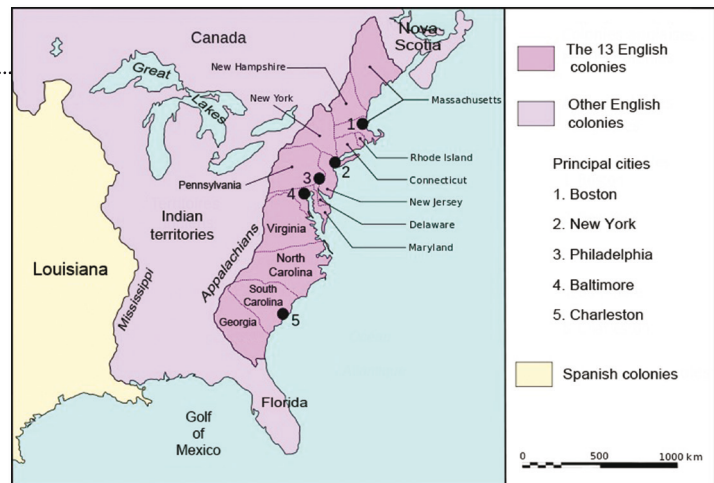 Canada
Nova
Scotia
Great
Lakes
New Hampshire
New York
Massachusetts
1
Rhode Island
2
Connecticut
3
Pennsylvania
New Jersey
4
Delaware
Maryland
Indian
territories
Virginia
Appalachians
North
Carolina
Louisiana
Mississippi
South
Carolina
Georgia
5
Florida
Golf
of
Mexico
The 13 English
colonies
Other English
colonies
Principal cities
1. Boston
2. New York
3. Philadelphia
4. Baltimore
5. Charleston
Spanish colonies
0 500 1000 km